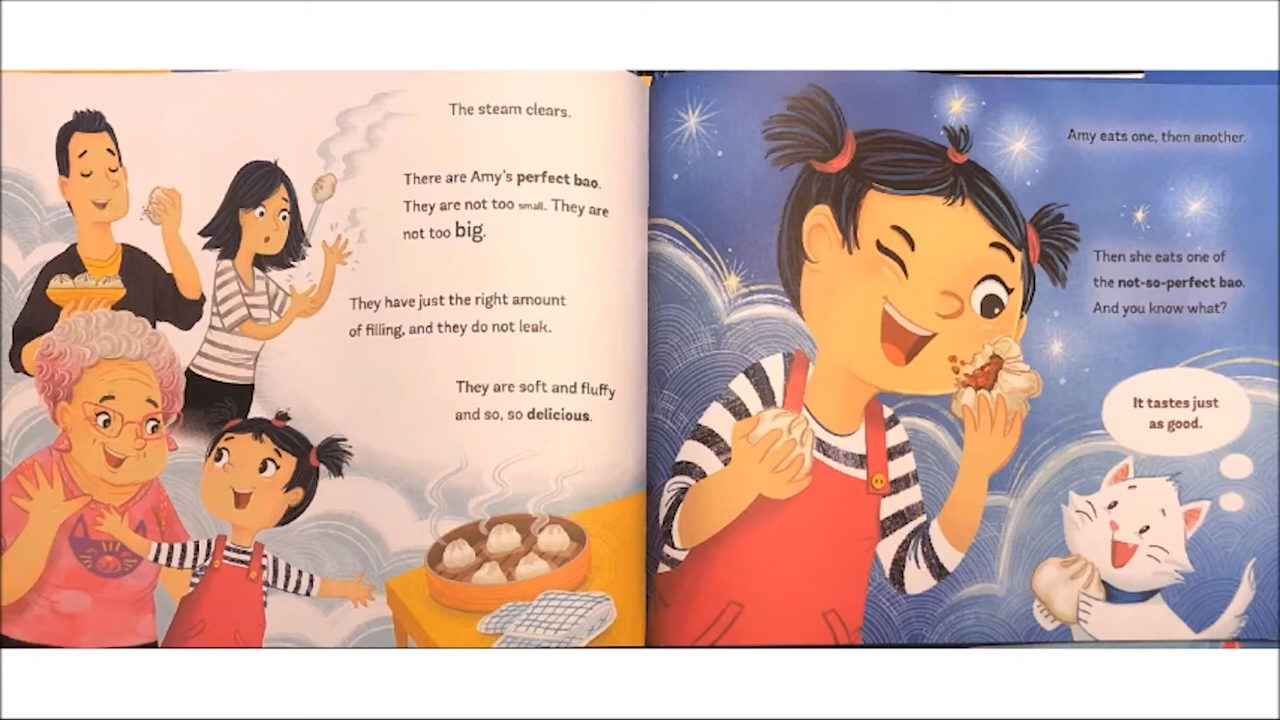 The steam clears.
There are Amy's perfect bao.
They are not too small. They are
not too big.
They have just the right amount
of filling, and they do not leak.
They are soft and fluffy
and so, so delicious.
Amy eats one, then another.
Then she eats one of
the not-so-perfect bao.
And you know what?
It tastes just
as good.